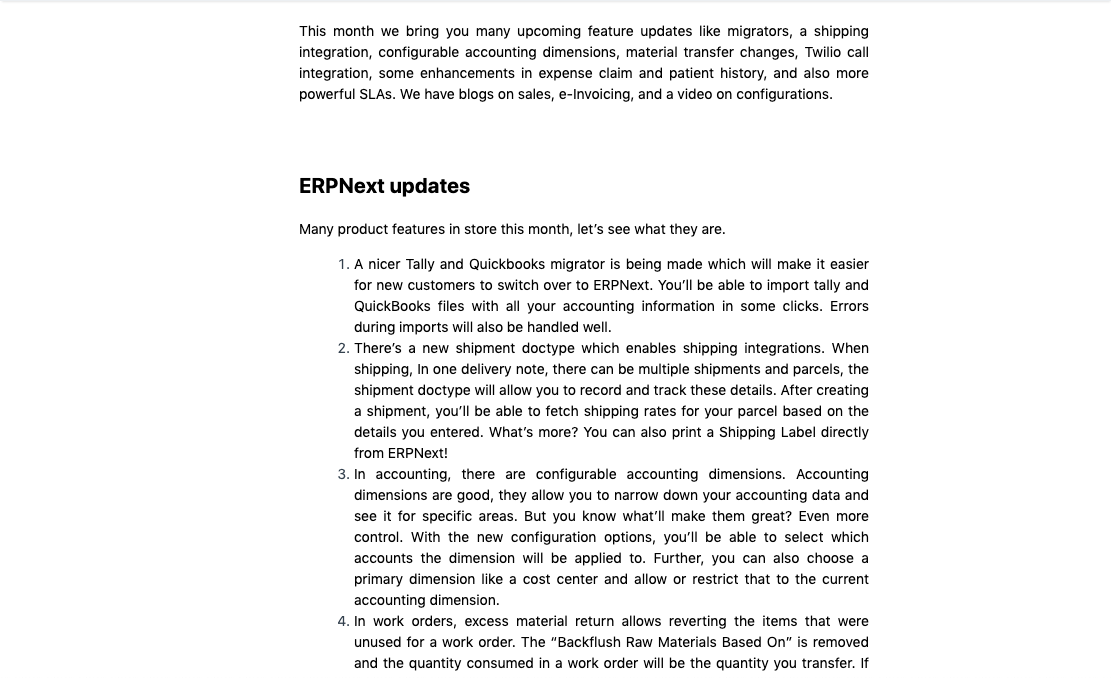 This month we bring you many upcoming feature updates like migrators, a shipping
integration, configurable accounting dimensions, material transfer changes, Twilio call
integration, some enhancements in expense claim and patient history, and also more
powerful SLAs. We have blogs on sales, e-Invoicing, and a video on configurations.
ERPNext updates
Many product features in store this month, let's see what they are.
1. A nicer Tally and Quickbooks migrator is being made which will make it easier
for new customers to switch over to ERPNext. You'll be able to import tally and
QuickBooks files with all your accounting information in some clicks. Errors
during imports will also be handled well.
2. There's a new shipment doctype which enables shipping integrations. When
shipping, In one delivery note, there can be multiple shipments and parcels, the
shipment doctype will allow you to record and track these details. After creating
a shipment, you'll be able to fetch shipping rates for your parcel based on the
details you entered. What's more? You can also print a Shipping Label directly
from ERPNext!
3. In accounting, there are configurable accounting dimensions. Accounting
dimensions are good, they allow you to narrow down your accounting data and
see it for specific areas. But you know what'll make them great? Even more
control. With the new configuration options, you'll be able to select which
accounts the dimension will be applied to. Further, you can also choose a
primary dimension like a cost center and allow or restrict that to the current
accounting dimension.
4. In work orders, excess material return allows reverting the items that were
unused for a work order. The “Backflush Raw Materials Based On” is removed
and the quantity consumed in a work order will be the quantity you transfer. If